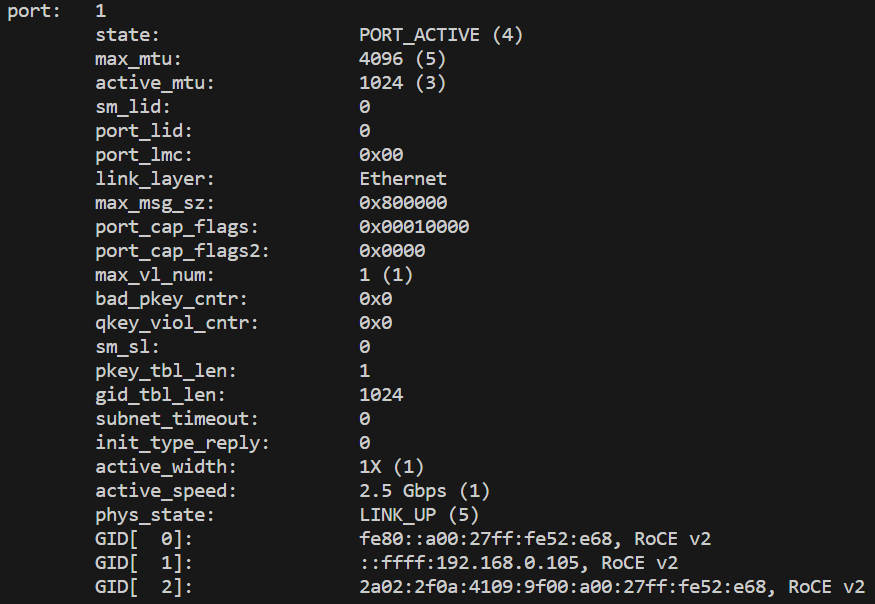 port:   1
        state:                  PORT_ACTIVE (4)
        max_mtu:                4096 (5)
        active_mtu:             1024 (3)
        sm_lid:                 0
        port_lid:               0
        port_lmc:               0x00
        link_layer:             Ethernet
        max_msg_sz:             0x800000
        port_cap_flags:         0x00010000
        port_cap_flags2:        0x0000
        max_vl_num:             1 (1)
        bad_pkey_cntr:          0x0
        qkey_viol_cntr:         0x0
        sm_sl:                  0
        pkey_tbl_len:           1
        gid_tbl_len:            1024
        subnet_timeout:         0
        init_type_reply:        0
        active_width:           1X (1)
        active_speed:           2.5 Gbps (1)
        phys_state:             LINK_UP (5)
        GID[  0]:               fe80::a00:27ff:fe52:e68, RoCE v2
        GID[  1]:               ::ffff:192.168.0.105, RoCE v2
        GID[  2]:               2a02:2f0a:4109:9f00:a00:27ff:fe52:e68, RoCE v2